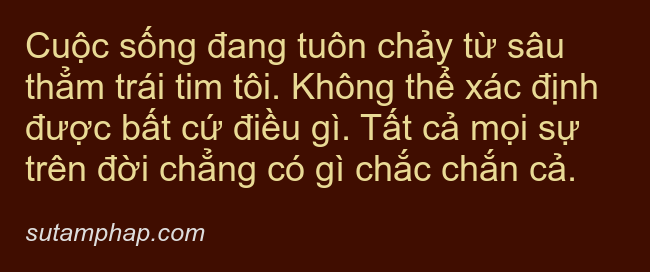 Cuộc sống đang tuôn chảy từ sâu
thẳm trái tim tôi. Không thể xác định
được bất cứ điều gì. Tất cả mọi sự
trên đời chẳng có gì chắc chắn cả.
sutamphap.com